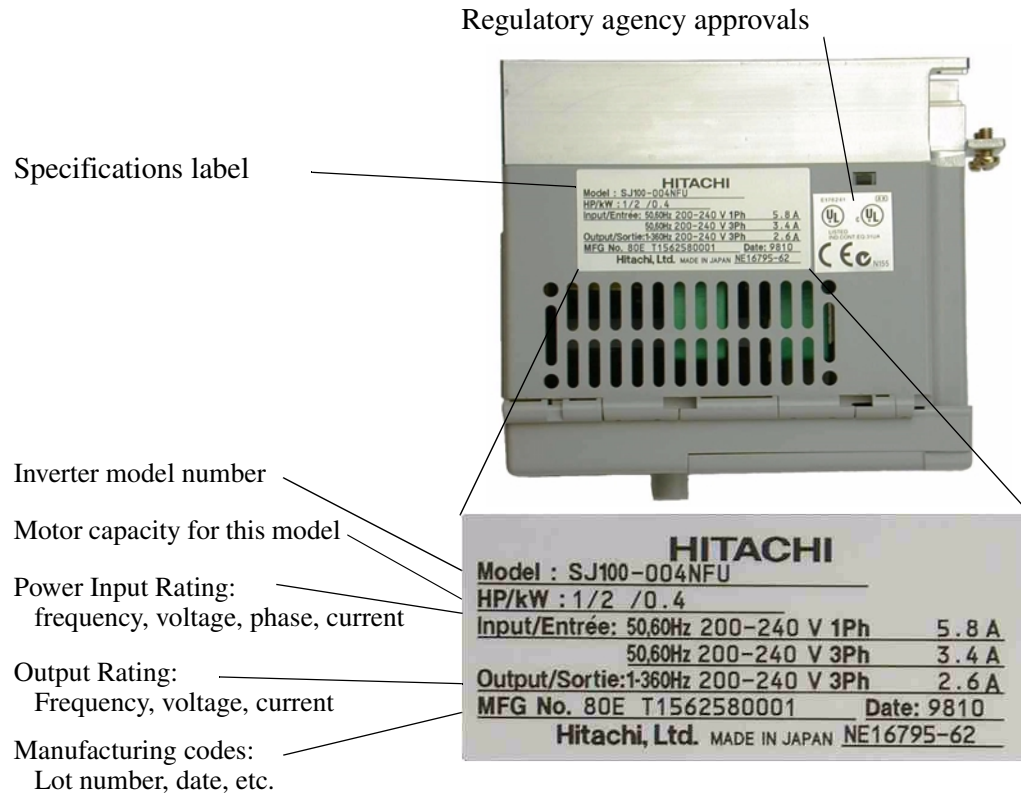 Regulatory agency approvals
Specifications label
HITACHI
Model : SJ100-004NFU
HP/kW : 1/2 /0.4
Input/Entrée: 50,60Hz 200-240 V 1Ph 5.8 A
50,60Hz 200-240 V 3Ph 3.4 A
Output/Sortie:1-360Hz 200-240 V 3Ph 2.6 A
MFG No. 80E T1562580001 Date: 9810
Hitachi, Ltd. MADE IN JAPAN NE16795-62
UL
c UL
LISTED
CE
N155
Inverter model number
Motor capacity for this model
Power Input Rating:
frequency, voltage, phase, current
Output Rating:
Frequency, voltage, current
Manufacturing codes:
Lot number, date, etc.
HITACHI
Model : SJ100-004NFU
HP/kW : 1/2 /0.4
Input/Entrée: 50,60Hz 200-240 V 1Ph 5.8 A
50,60Hz 200-240 V 3Ph 3.4 A
Output/Sortie:1-360Hz 200-240 V 3Ph 2.6 A
MFG No. 80E T1562580001 Date: 9810
Hitachi, Ltd. MADE IN JAPAN NE16795-62